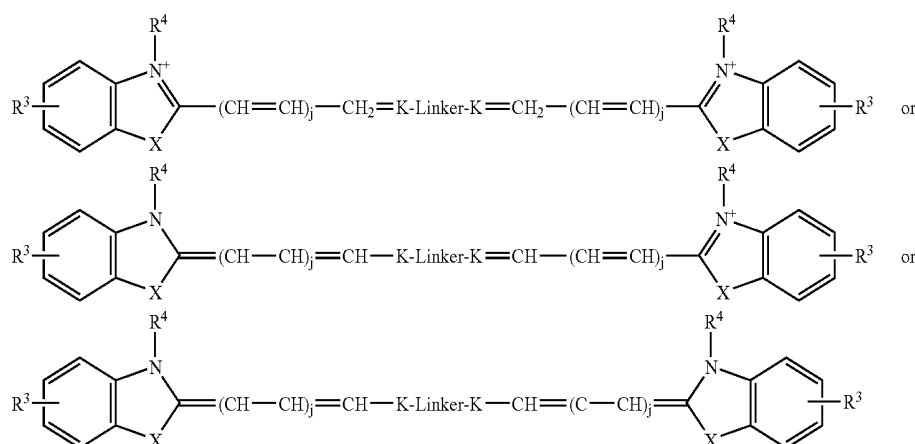 R⁴ R⁴
N⁺ N⁺
R³ (CH=CH)ⱼ—CH₂=K-Linker-K=CH₂—(CH=CH)ⱼ R³ or
X X
R⁴ R⁴
N N⁺
R³ =(CH—CH)ⱼ=CH—K-Linker-K=CH—(CH=CH)ⱼ R³ or
X X
R⁴ R⁴
N N
R³ =(CH—CH)ⱼ=CH—K-Linker-K—CH=(C—CH)ⱼ= R³
X X